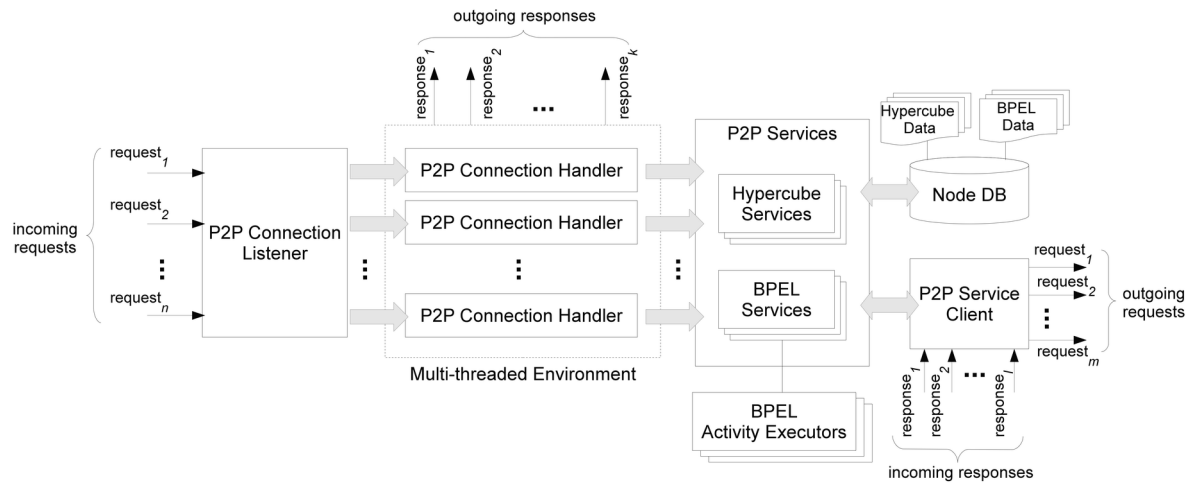 outgoing responses
response1
response2
...
responsek
incoming
requests
request1
request2
...
requestn
P2P Connection
Listener
...
P2P Connection Handler
P2P Connection Handler
...
P2P Connection Handler
Multi-threaded Environment
...
P2P Services
Hypercube
Services
BPEL
Services
BPEL
Activity Executors
Hypercube
Data
BPEL
Data
Node DB
P2P Service
Client
request1
request2
...
requestm
outgoing
requests
response1
response2
...
responsel
incoming responses